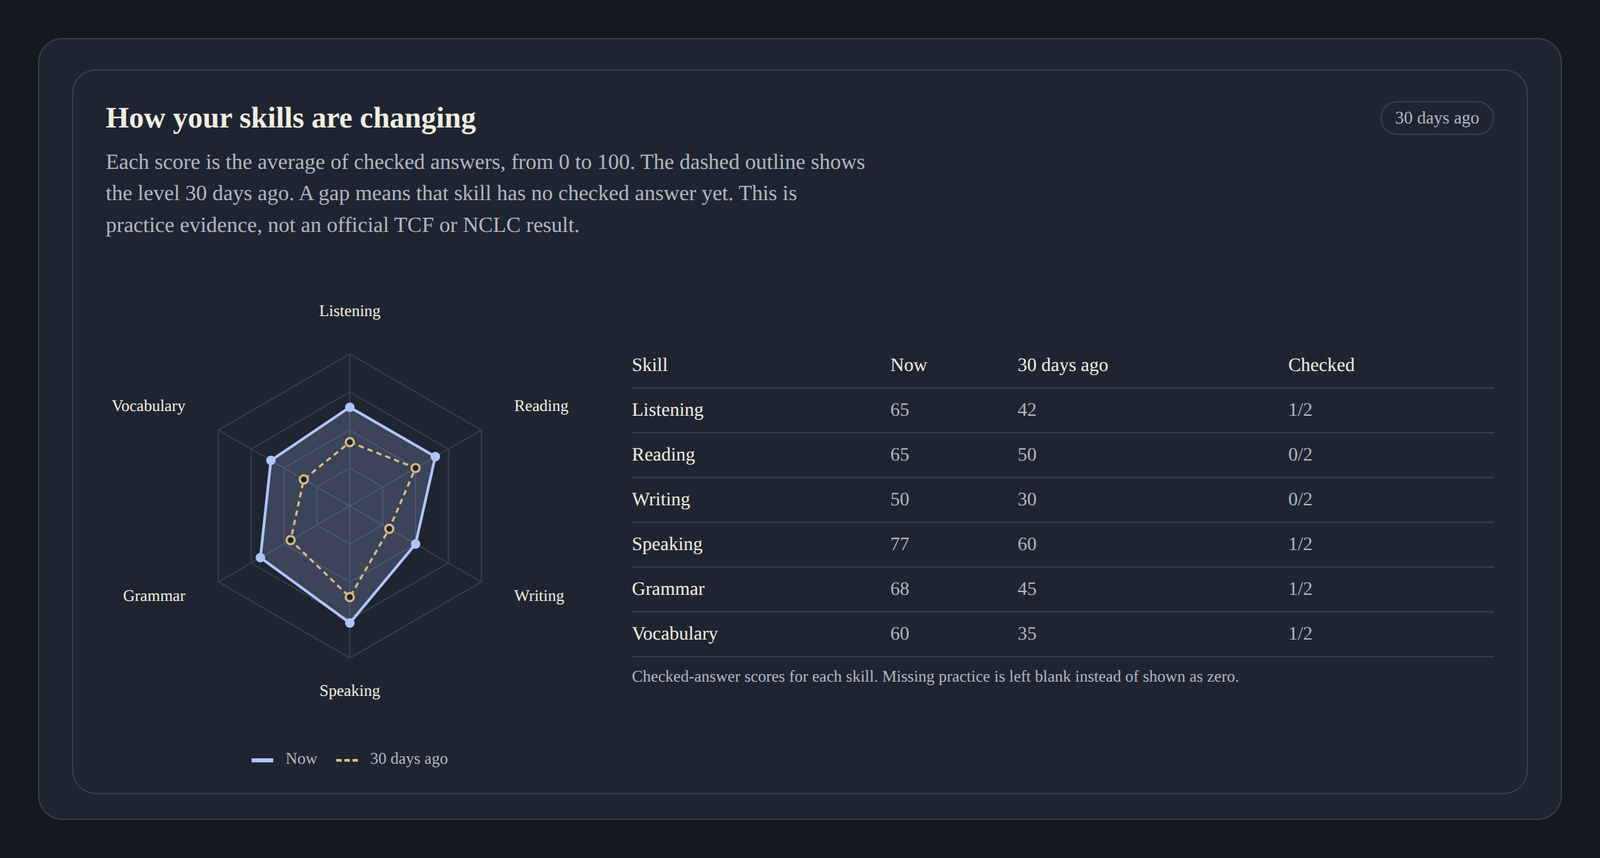 How your skills are changing
30 days ago
Each score is the average of checked answers, from 0 to 100. The dashed outline shows
the level 30 days ago. A gap means that skill has no checked answer yet. This is
practice evidence, not an official TCF or NCLC result.
Listening
Vocabulary
Reading
Grammar
Writing
Speaking
Now
30 days ago
Skill Now 30 days ago Checked
Listening 65 42 1/2
Reading 65 50 0/2
Writing 50 30 0/2
Speaking 77 60 1/2
Grammar 68 45 1/2
Vocabulary 60 35 1/2
Checked-answer scores for each skill. Missing practice is left blank instead of shown as zero.